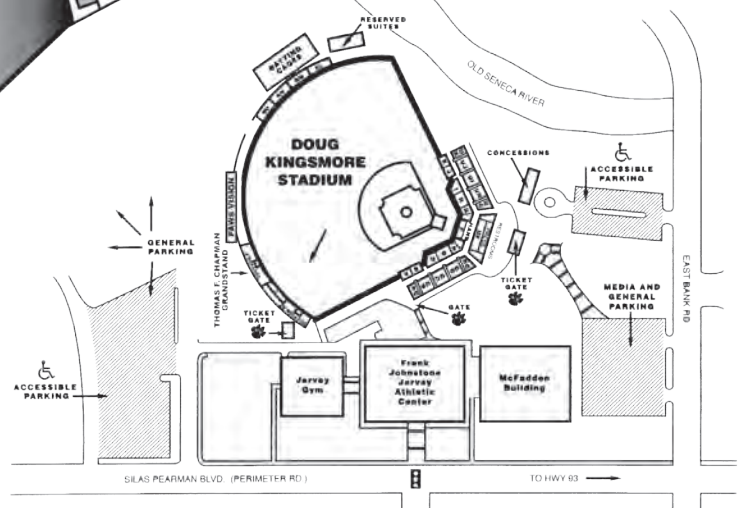 RESERVED
SUITES
BATTING
CAGES
OLD SENECA RIVER
DOUG
KINGSMORE
STADIUM
CONCESSIONS
ACCESSIBLE
PARKING
PAWS VISION
GENERAL
PARKING
THOMAS F. CHAPMAN
GRANDSTAND
RESTROOMS
TICKET
GATE
EAST BANK RD
MEDIA AND
GENERAL
PARKING
GATE
TICKET
GATE
ACCESSIBLE
PARKING
Jervey
Gym
Frank
Johnstone
Jervey
Athletic
Center
McFadden
Building
SILAS PEARMAN BLVD. (PERIMETER RD.)
TO HWY 93